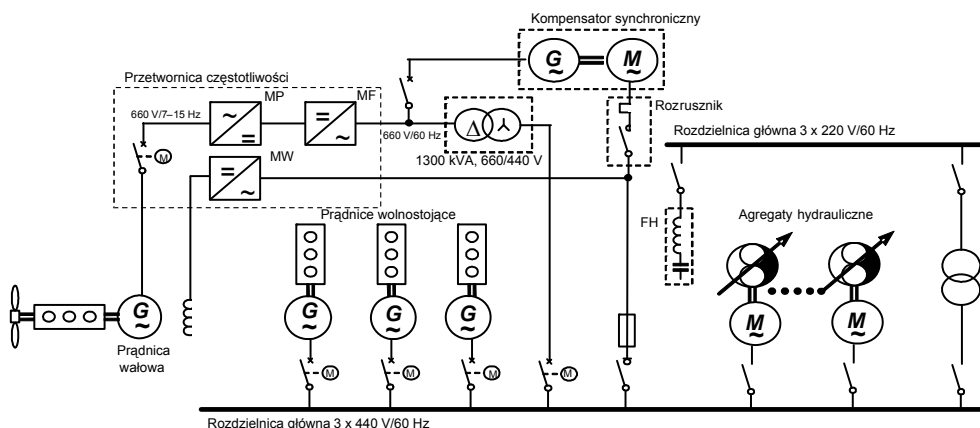 Kompensator synchroniczny
G
~
M
~
Przetwornica częstotliwości
MP
MF
660 V/7–15 Hz
~
=
=
~
660 V/60 Hz
Δ
1300 kVA, 660/440 V
Rozrusznik
Rozdzielnica główna 3 x 220 V/60 Hz
M
MW
=
~
Prądnice wolnostojące
FH
Agregaty hydrauliczne
G
~
G
~
G
~
G
~
M
~
M
~
Prądnica
wałowa
M
M
M
M
Rozdzielnica główna 3 x 440 V/60 Hz